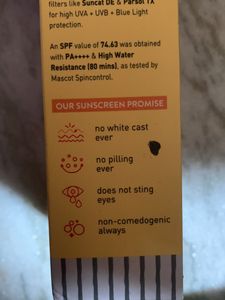 filters like Suncat DE & Parsol TX
for high UVA + UVB + Blue Light
protection.
An SPF value of 74.63 was obtained
with PA++++ & High Water
Resistance (80 mins), as tested by
Mascot Spincontrol.
OUR SUNSCREEN PROMISE
no white cast
ever
no pilling
ever
does not sting
eyes
non-comedogenic
always